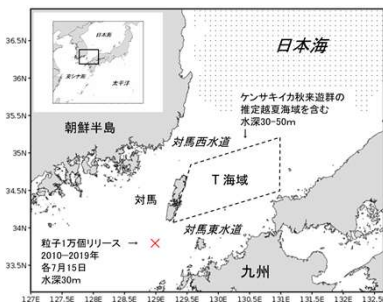 36.5N
36N
35.5N
35N
34.5N
34N
33.5N
日本海
日本海
東シナ海
太平洋
ケンサキイカ秋来遊群の
推定越夏海域を含む
水深30-50m
朝鮮半島
対馬西水道
T海域
対馬
対馬東水道
粒子1万個リリース →
2010-2019年
各7月15日
水深30m
九州
127E 127.5E 128E 128.5E 129E 129.5E 130E 130.5E 131E 131.5E 132E 132.5E